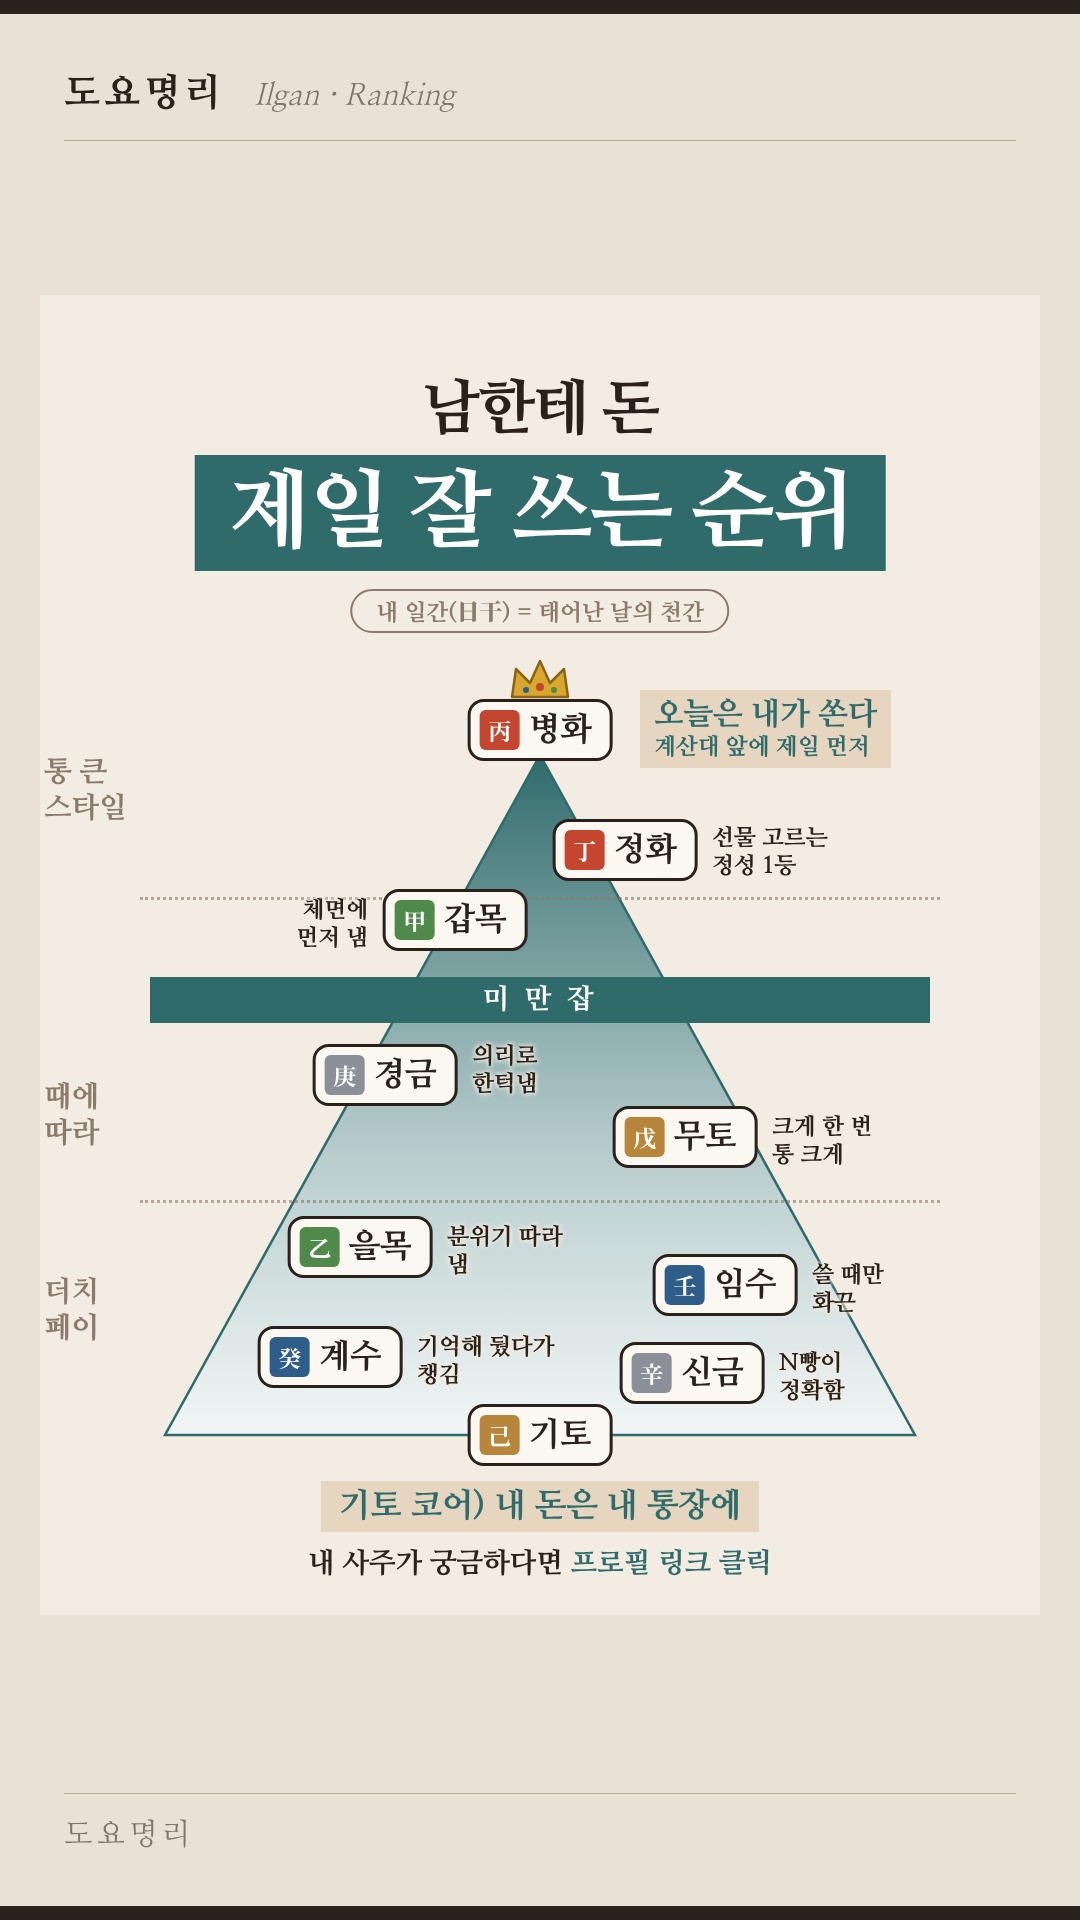 도요명리 Ilgan · Ranking
남한테 돈
제일 잘 쓰는 순위
내 일간(日干) = 태어난 날의 천간
丙 병화
오늘은 내가 쏜다
계산대 앞에 제일 먼저
통 큰
스타일
丁 정화
선물 고르는
정성 1등
체면에
먼저 냄
甲 갑목
미만잡
庚 경금
의리로
한턱냄
때에
따라
戊 무토
크게 한 번
통 크게
乙 을목
분위기 따라
냄
壬 임수
쓸 때만
화끈
더치
페이
癸 계수
기억해 뒀다가
챙김
辛 신금
N빵이
정확함
己 기토
기토 코어) 내 돈은 내 통장에
내 사주가 궁금하다면 프로필 링크 클릭
도요명리